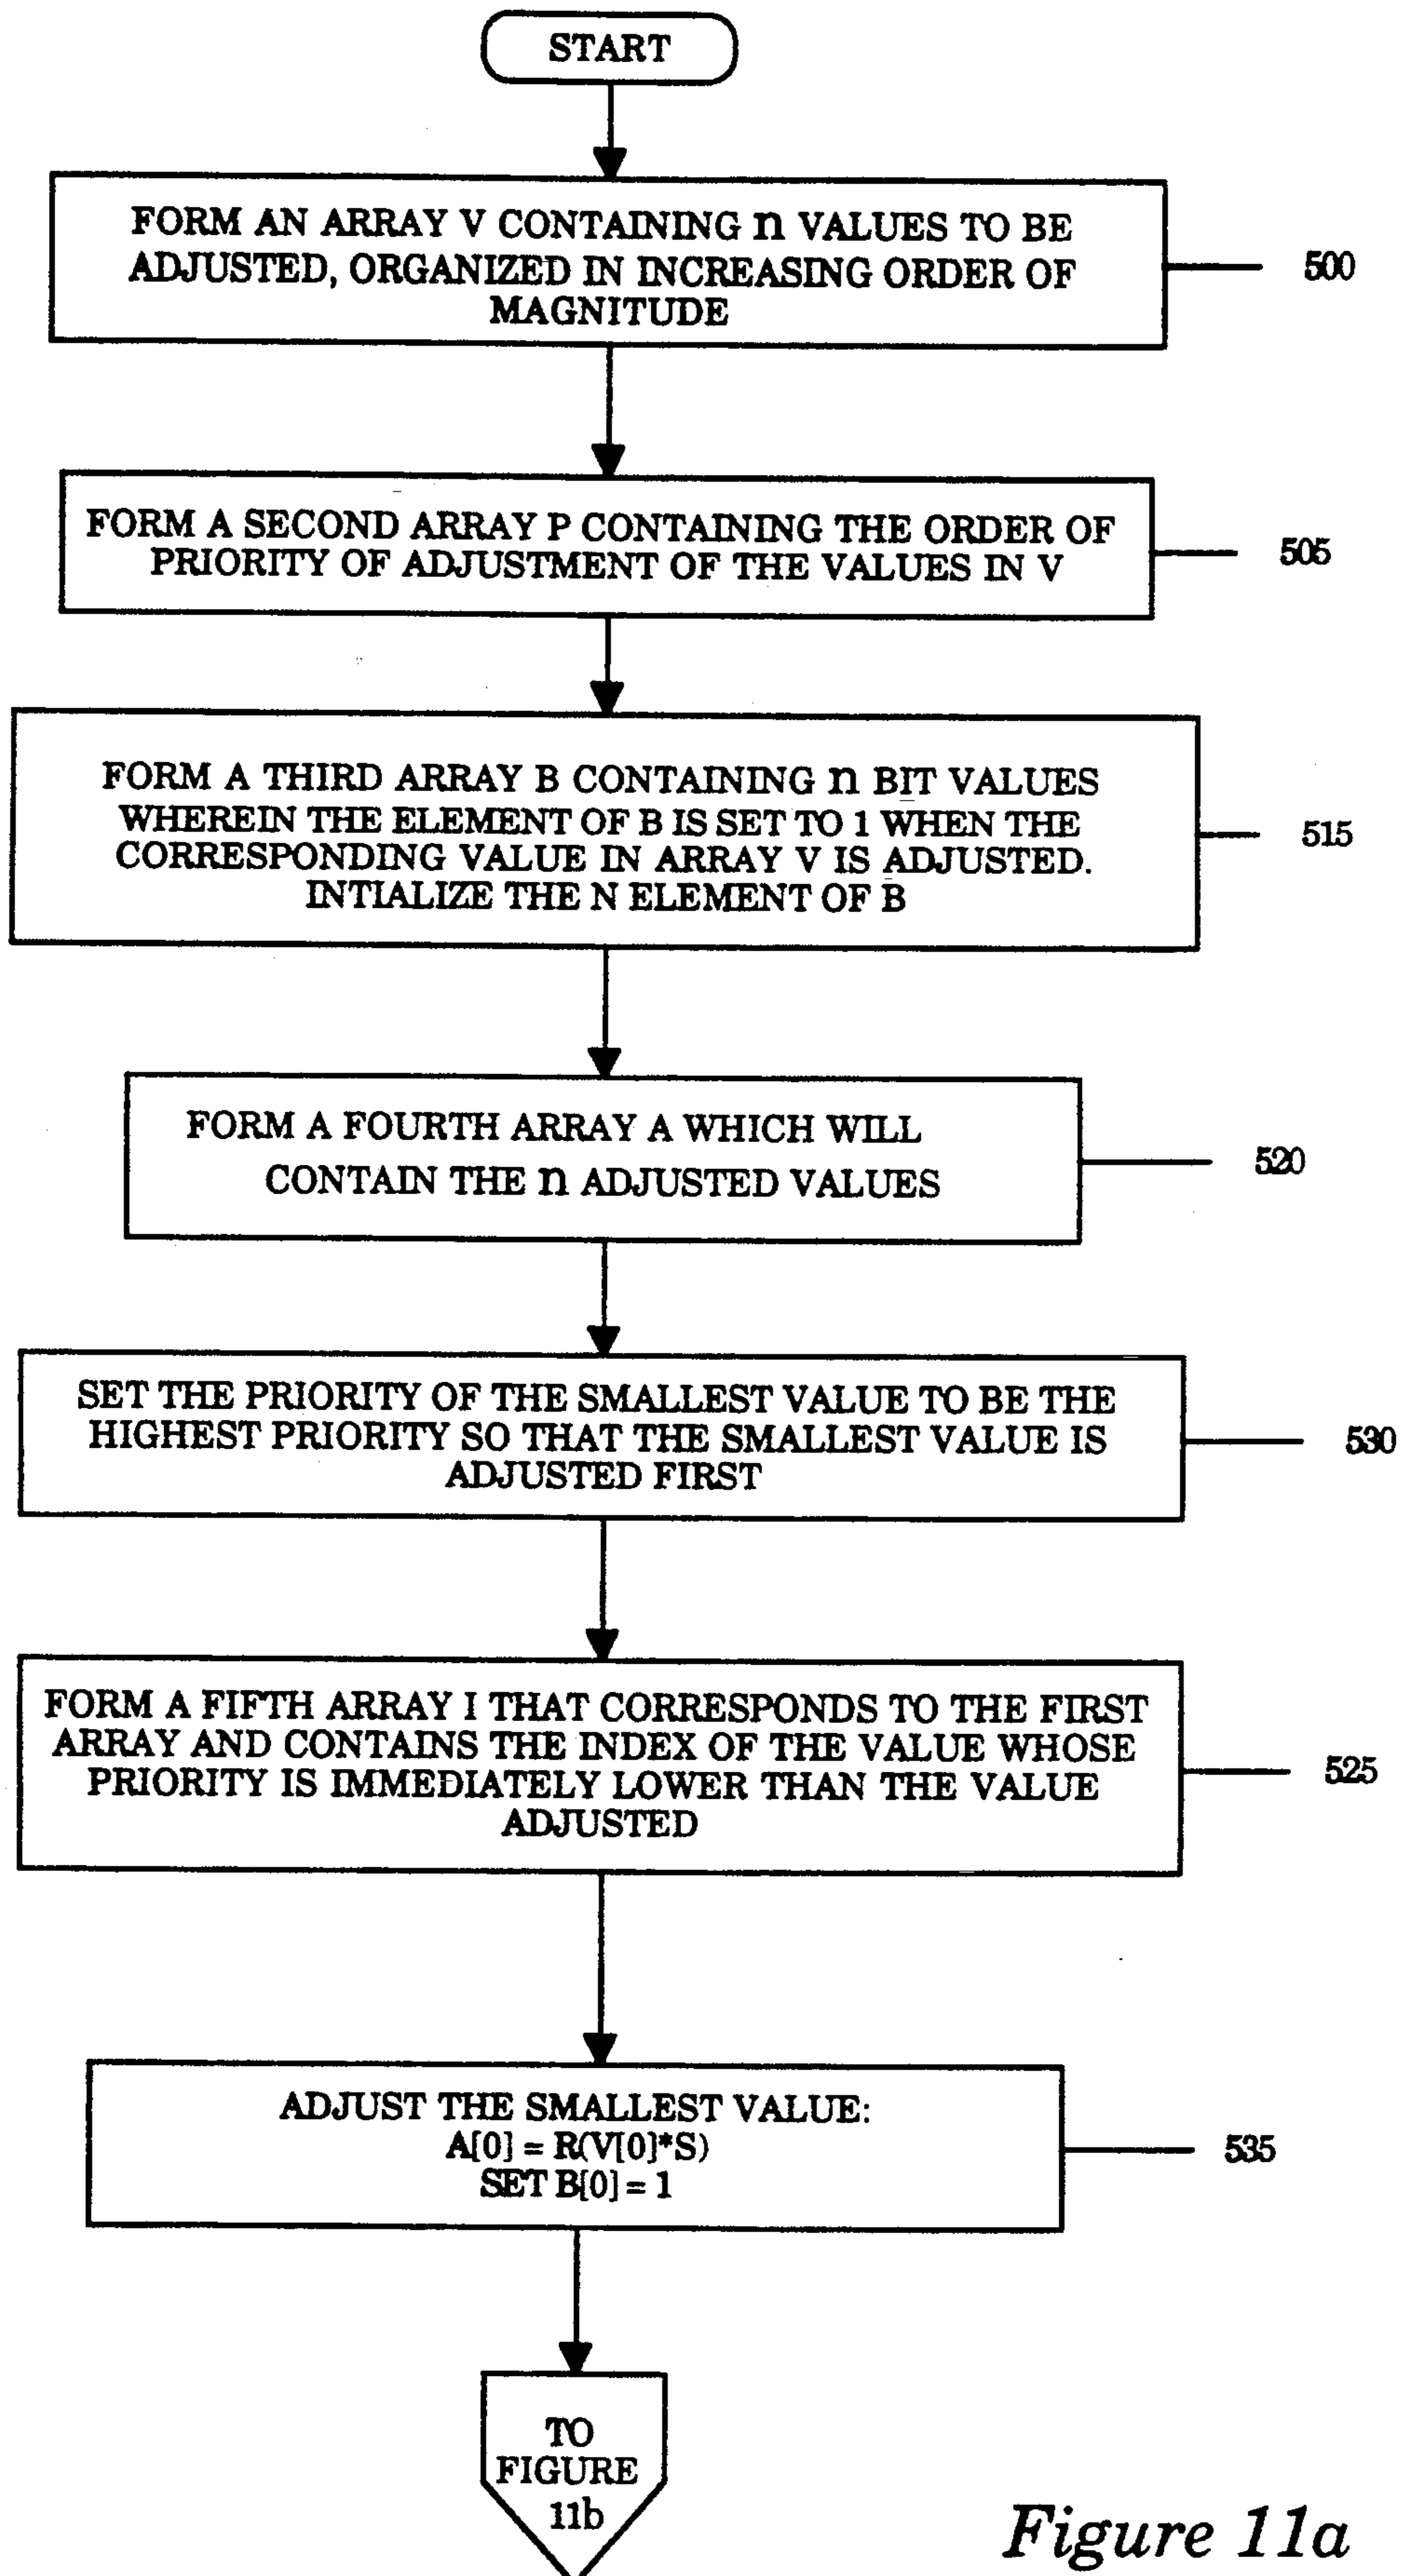 START
FORM AN ARRAY V CONTAINING n VALUES TO BE
ADJUSTED, ORGANIZED IN INCREASING ORDER OF
MAGNITUDE
500
FORM A SECOND ARRAY P CONTAINING THE ORDER OF
PRIORITY OF ADJUSTMENT OF THE VALUES IN V
505
FORM A THIRD ARRAY B CONTAINING n BIT VALUES
WHEREIN THE ELEMENT OF B IS SET TO 1 WHEN THE
CORRESPONDING VALUE IN ARRAY V IS ADJUSTED.
INTIALIZE THE N ELEMENT OF B
515
FORM A FOURTH ARRAY A WHICH WILL
CONTAIN THE n ADJUSTED VALUES
520
SET THE PRIORITY OF THE SMALLEST VALUE TO BE THE
HIGHEST PRIORITY SO THAT THE SMALLEST VALUE IS
ADJUSTED FIRST
530
FORM A FIFTH ARRAY I THAT CORRESPONDS TO THE FIRST
ARRAY AND CONTAINS THE INDEX OF THE VALUE WHOSE
PRIORITY IS IMMEDIATELY LOWER THAN THE VALUE
ADJUSTED
525
ADJUST THE SMALLEST VALUE:
A[0] = R(V[0]*S)
SET B[0] = 1
535
TO
FIGURE
11b
Figure 11a